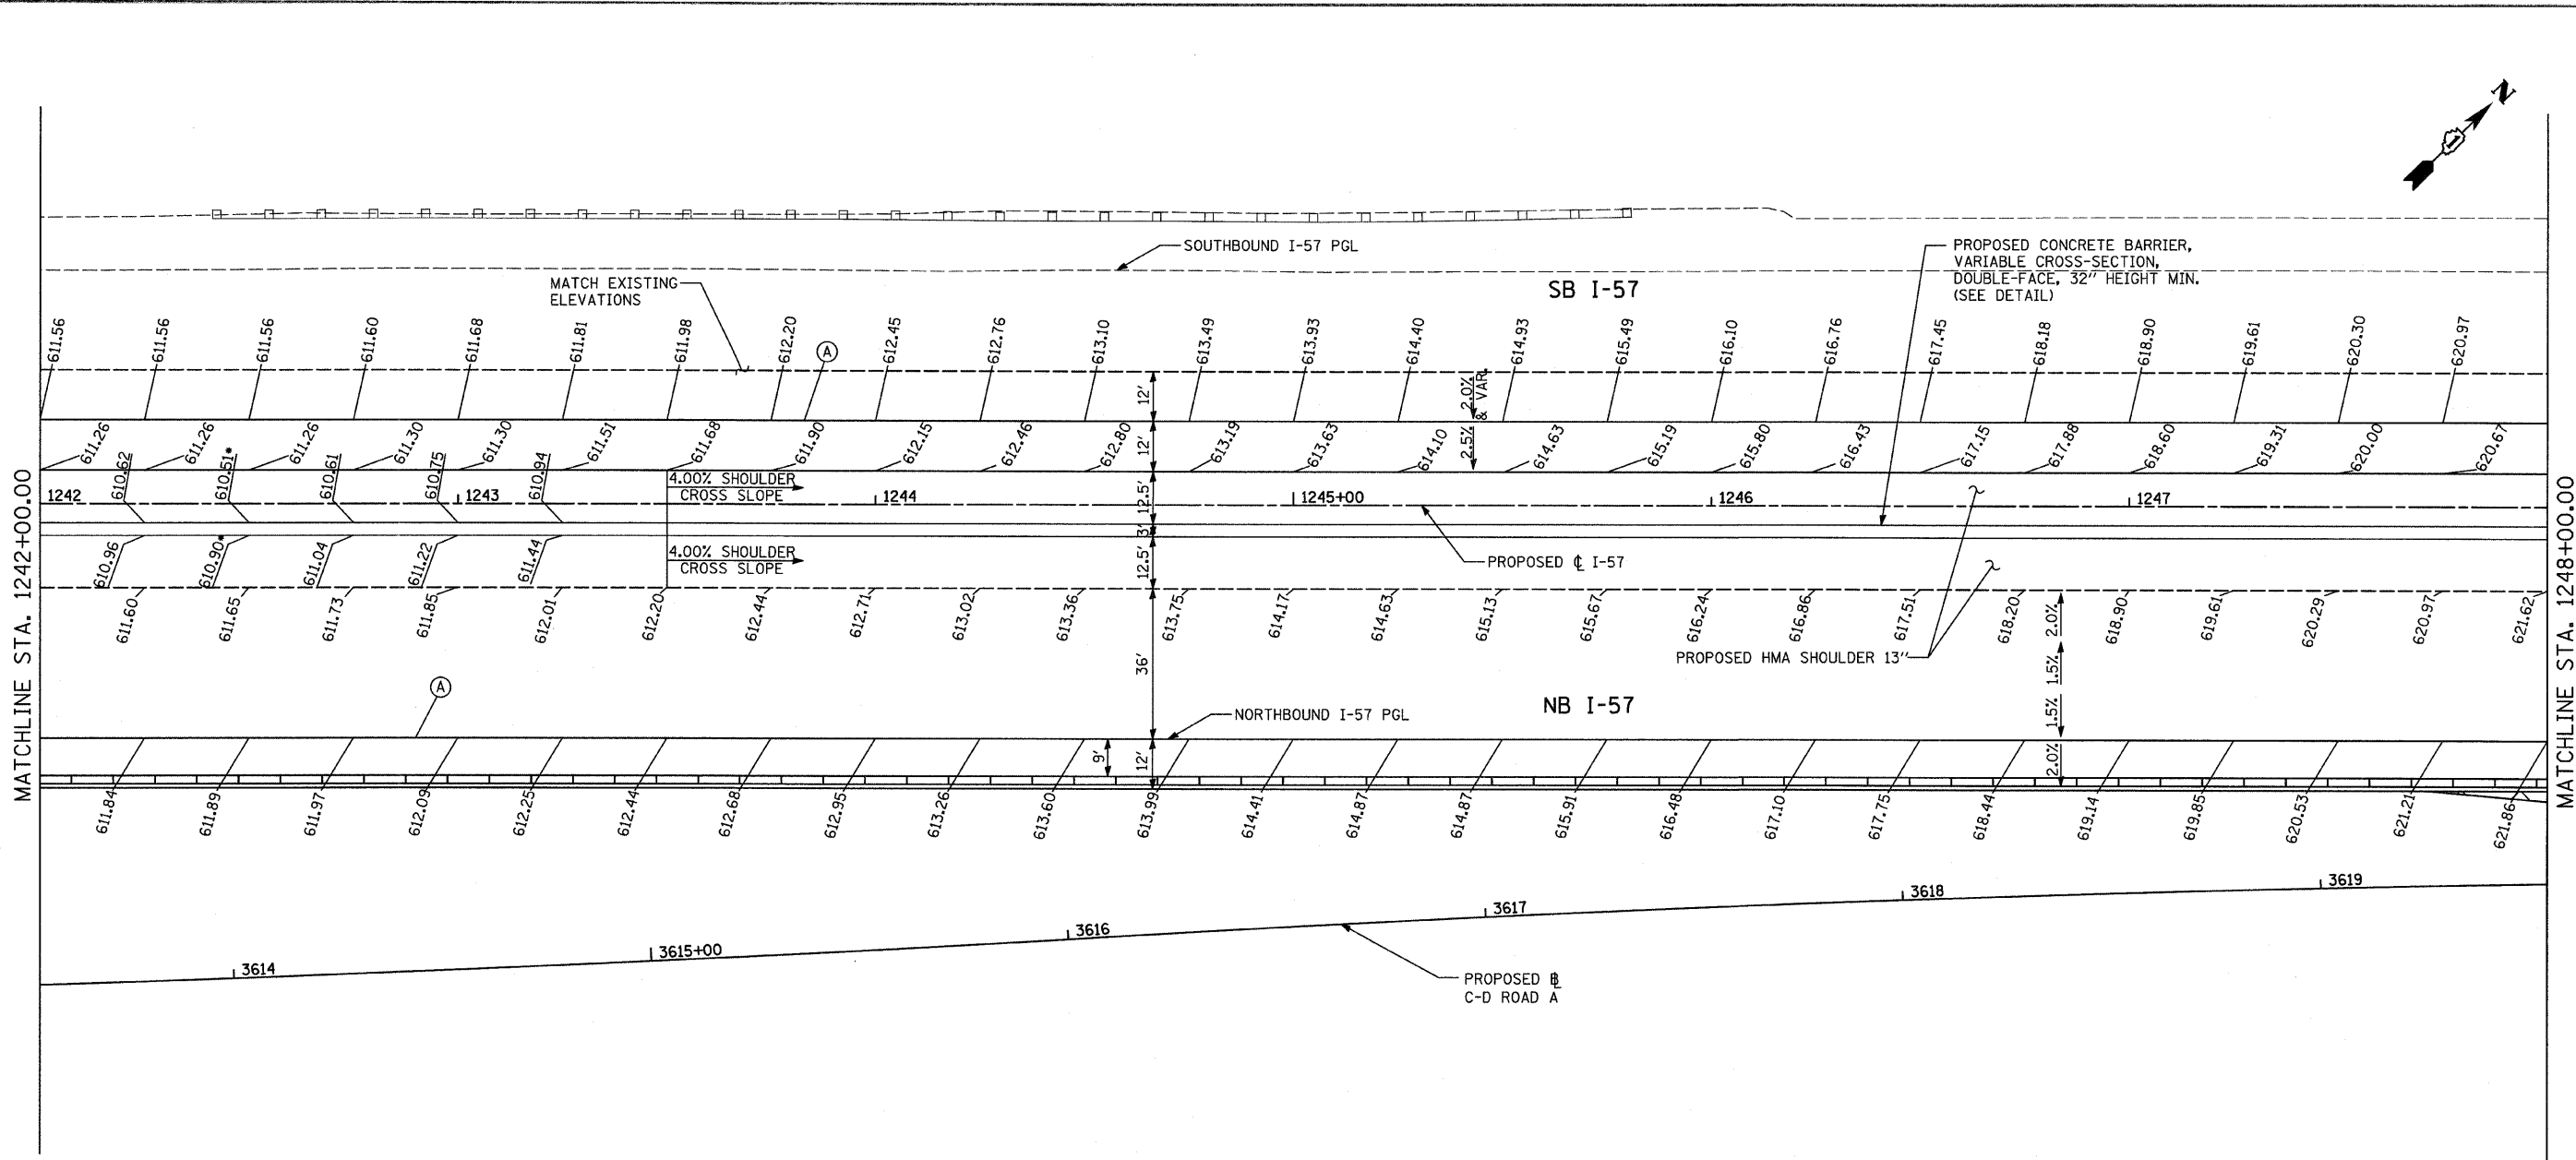 N
SOUTHBOUND I-57 PGL
PROPOSED CONCRETE BARRIER,
VARIABLE CROSS-SECTION,
DOUBLE-FACE, 32" HEIGHT MIN.
(SEE DETAIL)
MATCH EXISTING
ELEVATIONS
SB I-57
611.56 611.56 611.56 611.60 611.68 611.81 611.98 612.20 612.45 612.76 613.10 613.49 613.93 614.40 614.93 615.49 616.10 616.76 617.45 618.18 618.90 619.61 620.30 620.97
A
12'
2.0%
& VAR.
611.26 611.26 611.26 611.30 611.30 611.51 611.68 611.90 612.15 612.46 612.80 613.19 613.63 614.10 614.63 615.19 615.80 616.43 617.15 617.88 618.60 619.31 620.00 620.67
12'
2.5%
610.62 610.51* 610.61 610.75 610.94
4.00% SHOULDER
CROSS SLOPE
12.5'
1242 1243 1244 1245+00 1246 1247
3'
610.96 610.90* 611.04 611.22 611.44
4.00% SHOULDER
CROSS SLOPE
12.5'
PROPOSED ℄ I-57
611.60 611.65 611.73 611.85 612.01 612.20 612.44 612.71 613.02 613.36 613.75 614.17 614.63 615.13 615.67 616.24 616.86 617.51 618.20 618.90 619.61 620.29 620.97 621.62
36'
2.0%
1.5%
1.5%
2.0%
PROPOSED HMA SHOULDER 13"
A
NORTHBOUND I-57 PGL
NB I-57
9'
12'
611.84 611.89 611.97 612.09 612.25 612.44 612.68 612.95 613.26 613.60 613.99 614.41 614.87 614.87 615.91 616.48 617.10 617.75 618.44 619.14 619.85 620.53 621.21 621.86
3614 3615+00 3616 3617 3618 3619
PROPOSED BL
C-D ROAD A
MATCHLINE STA. 1242+00.00
MATCHLINE STA. 1248+00.00